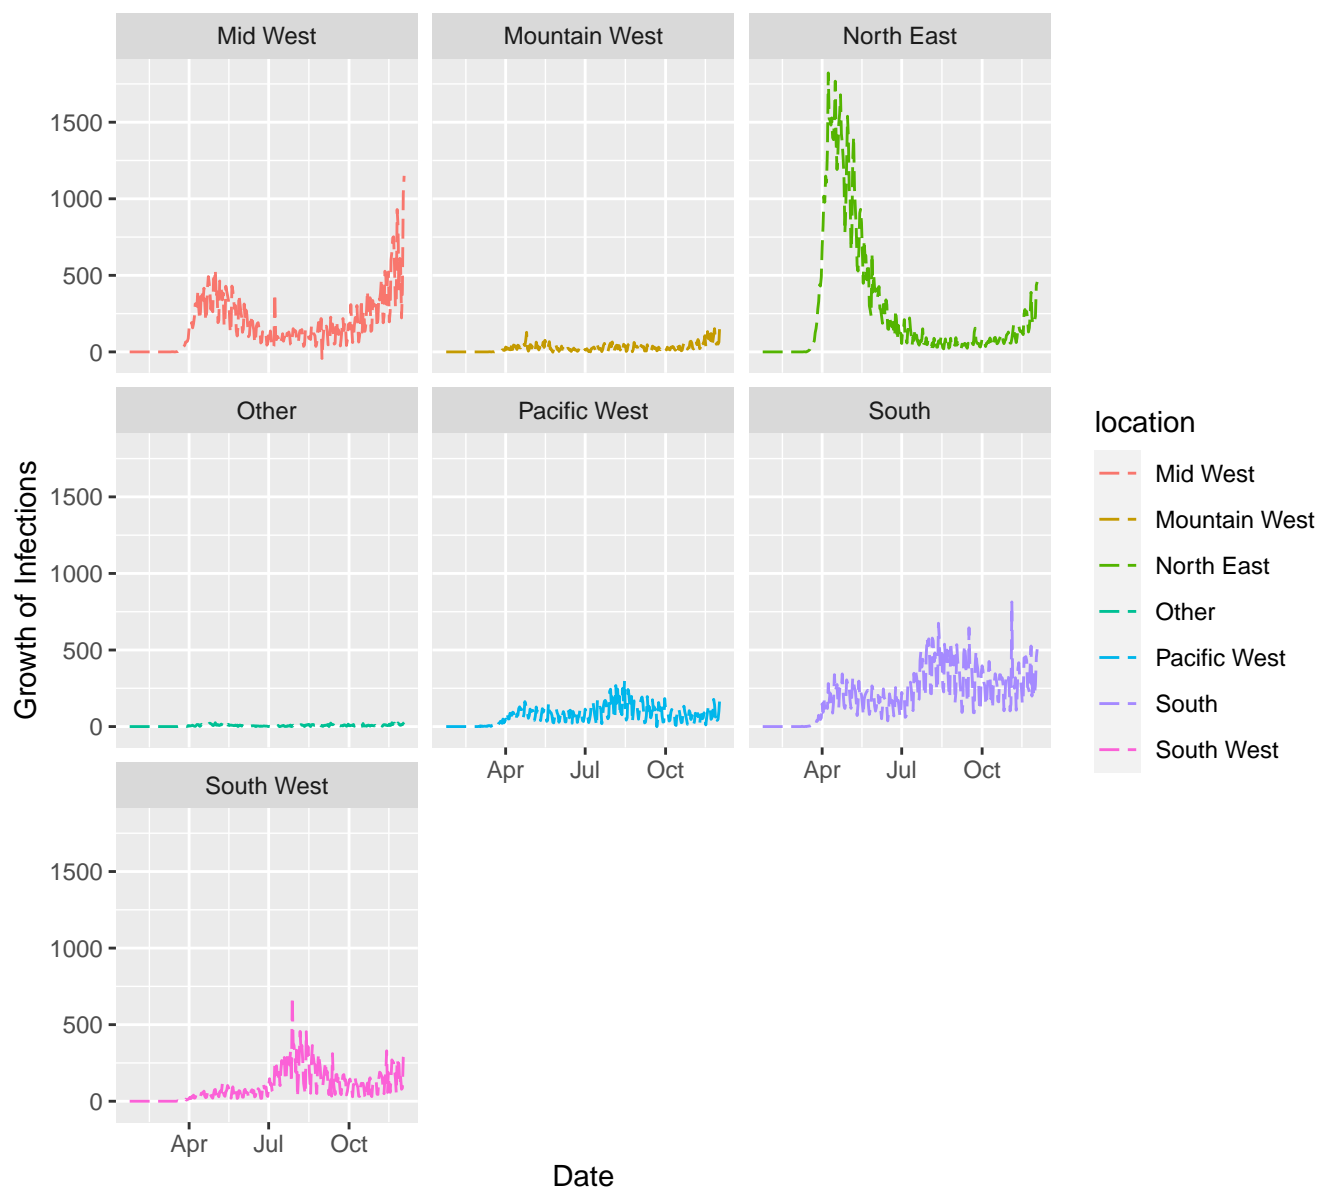 Mid West
Mountain West
North East
1500
1000
500
0
Other
Pacific West
South
1500
1000
500
0
Apr Jul Oct
Apr Jul Oct
South West
1500
1000
500
0
Apr Jul Oct
Growth of Infections
Date
location
Mid West
Mountain West
North East
Other
Pacific West
South
South West